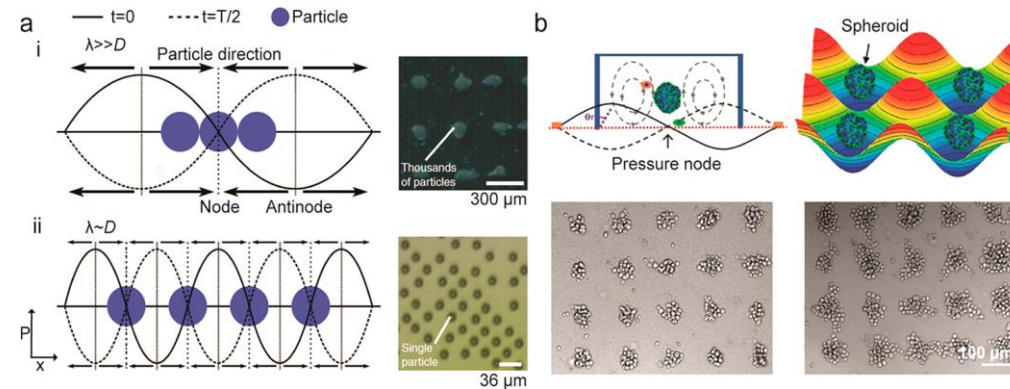 a
t=0
t=T/2
Particle
i
λ>>D
Particle direction
Node
Antinode
Thousands
of particles
300 µm
ii
λ~D
P
x
Single
particle
36 µm
b
Spheroid
Pressure node
100 µm